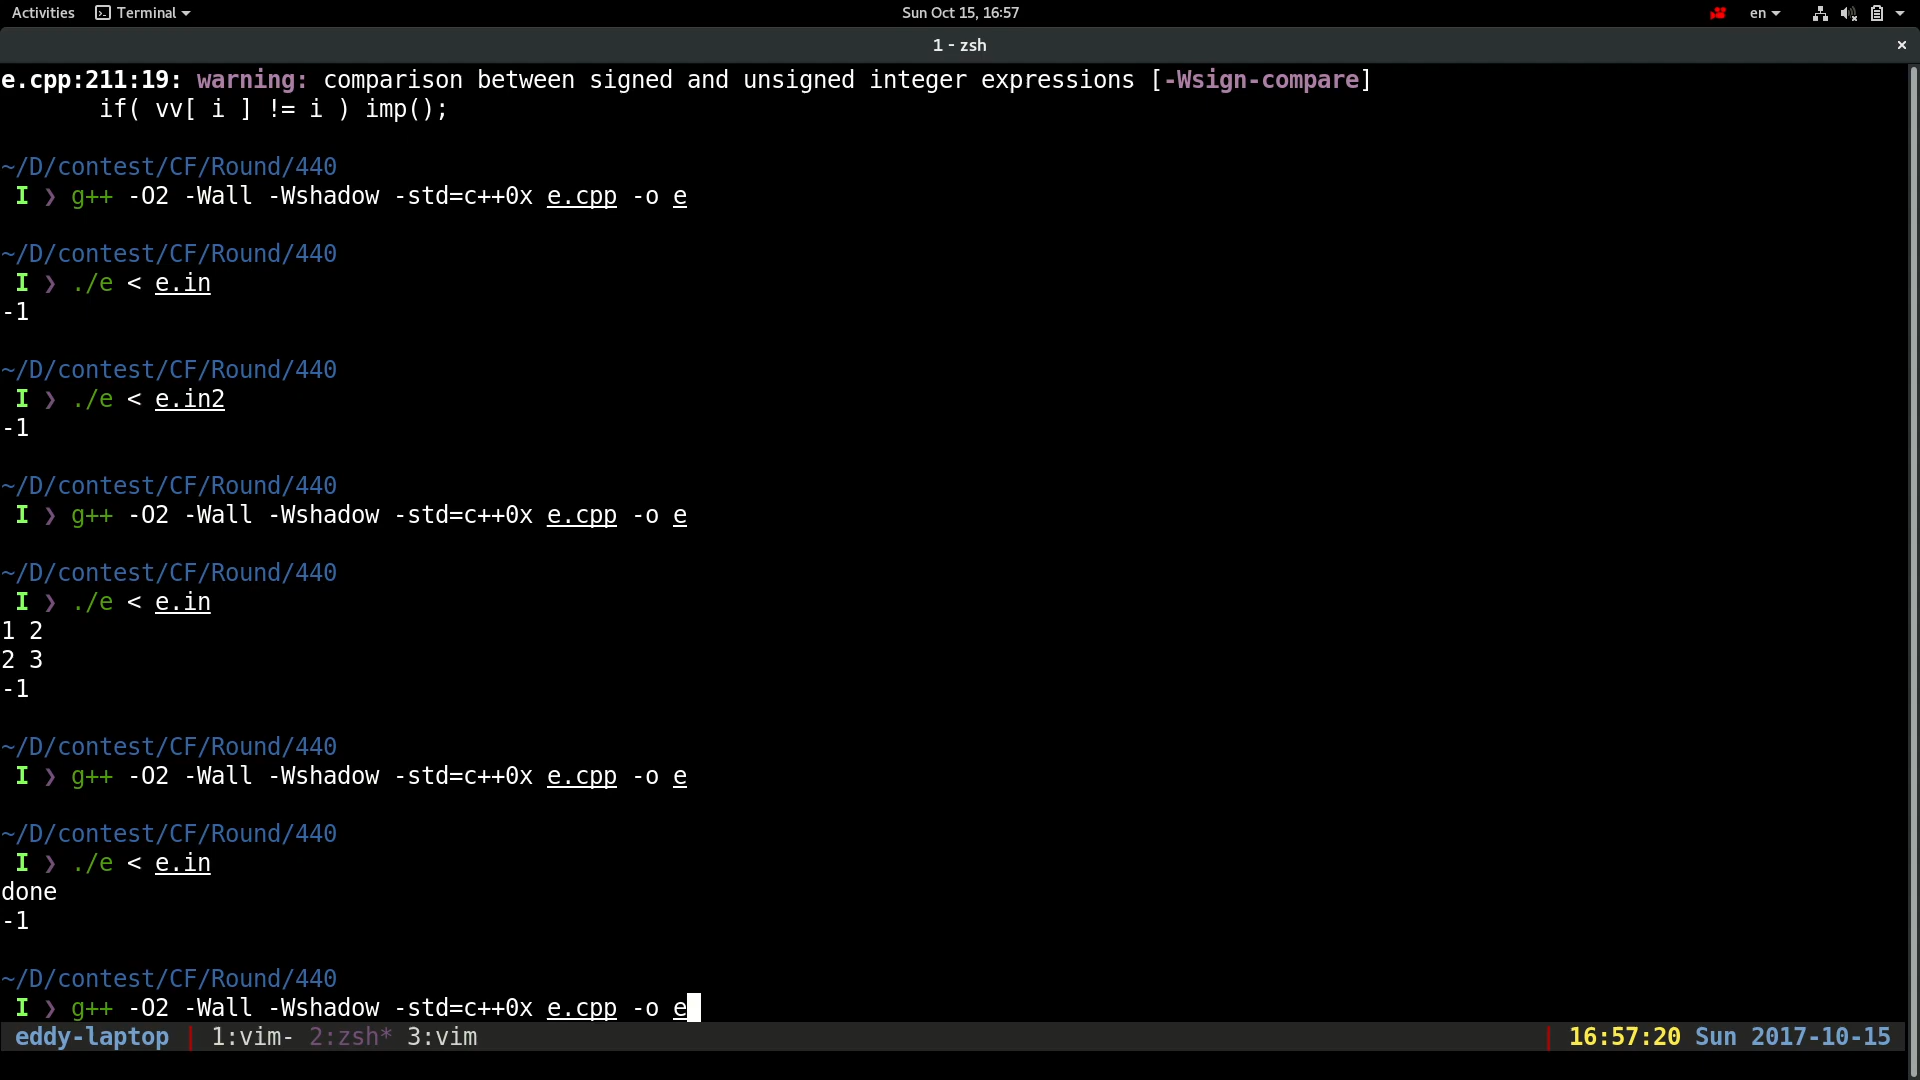 Activities Terminal Sun Oct 15, 16:57 en
1 - zsh
e.cpp:211:19: warning: comparison between signed and unsigned integer expressions [-Wsign-compare]
if( vv[ i ] != i ) imp();
~/D/contest/CF/Round/440
I ❯ g++ -O2 -Wall -Wshadow -std=c++0x e.cpp -o e
~/D/contest/CF/Round/440
I ❯ ./e < e.in
-1
~/D/contest/CF/Round/440
I ❯ ./e < e.in2
-1
~/D/contest/CF/Round/440
I ❯ g++ -O2 -Wall -Wshadow -std=c++0x e.cpp -o e
~/D/contest/CF/Round/440
I ❯ ./e < e.in
1 2
2 3
-1
~/D/contest/CF/Round/440
I ❯ g++ -O2 -Wall -Wshadow -std=c++0x e.cpp -o e
~/D/contest/CF/Round/440
I ❯ ./e < e.in
done
-1
~/D/contest/CF/Round/440
I ❯ g++ -O2 -Wall -Wshadow -std=c++0x e.cpp -o e
eddy-laptop | 1:vim- 2:zsh* 3:vim | 16:57:20 Sun 2017-10-15